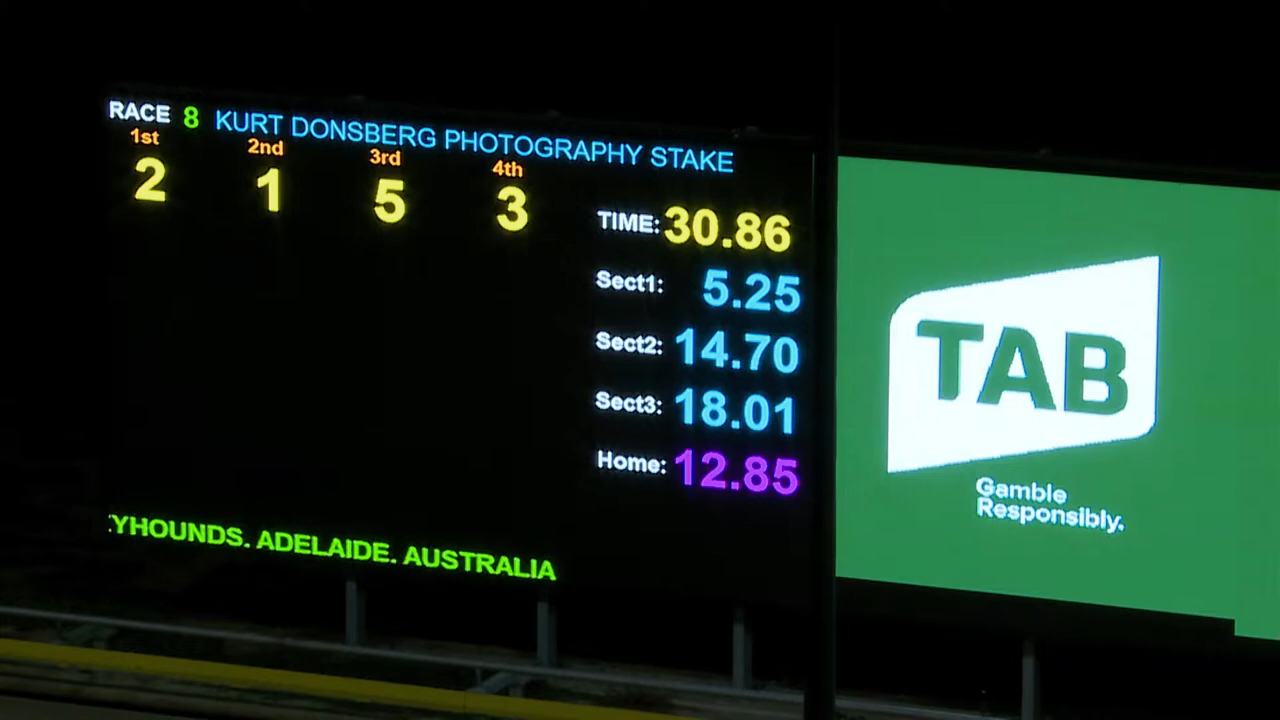 RACE 8 KURT DONSBERG PHOTOGRAPHY STAKE
1st 2nd 3rd 4th
2 1 5 3
TIME: 30.86
Sect1: 5.25
Sect2: 14.70
Sect3: 18.01
Home: 12.85
YHOUNDS. ADELAIDE. AUSTRALIA
TAB
Gamble
Responsibly.